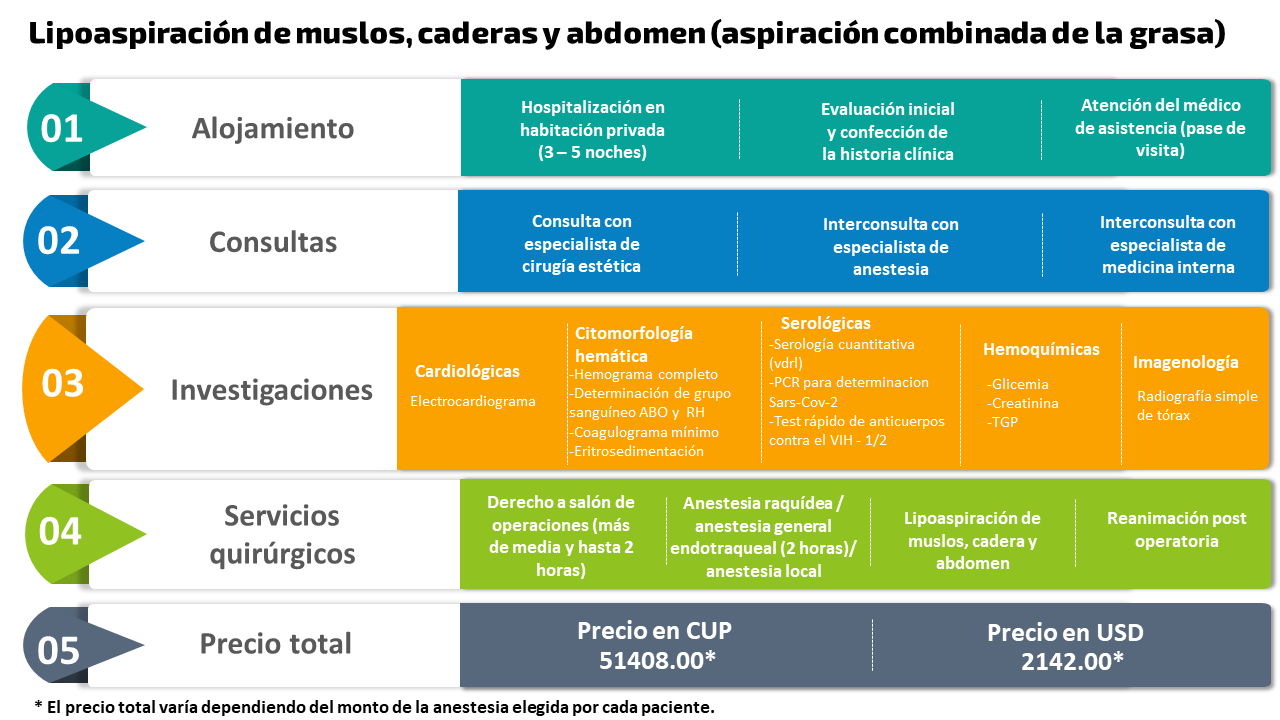 Lipoaspiración de muslos, caderas y abdomen (aspiración combinada de la grasa)
01
Alojamiento
Hospitalización en
habitación privada
(3 – 5 noches)
Evaluación inicial
y confección de
la historia clínica
Atención del médico
de asistencia (pase de
visita)
02
Consultas
Consulta con
especialista de
cirugía estética
Interconsulta con
especialista de
anestesia
Interconsulta con
especialista de
medicina interna
03
Investigaciones
Cardiológicas
Electrocardiograma
Citomorfología
hemática
-Hemograma completo
-Determinación de grupo
sanguíneo ABO y RH
-Coagulograma mínimo
-Eritrosedimentación
Serológicas
-Serología cuantitativa
(vdrl)
-PCR para determinacion
Sars-Cov-2
-Test rápido de anticuerpos
contra el VIH - 1/2
Hemoquímicas
-Glicemia
-Creatinina
-TGP
Imagenología
Radiografía simple
de tórax
04
Servicios
quirúrgicos
Derecho a salón de
operaciones (más
de media y hasta 2
horas)
Anestesia raquídea /
anestesia general
endotraqueal (2 horas)/
anestesia local
Lipoaspiración de
muslos, cadera y
abdomen
Reanimación post
operatoria
05
Precio total
Precio en CUP
51408.00*
Precio en USD
2142.00*
* El precio total varía dependiendo del monto de la anestesia elegida por cada paciente.